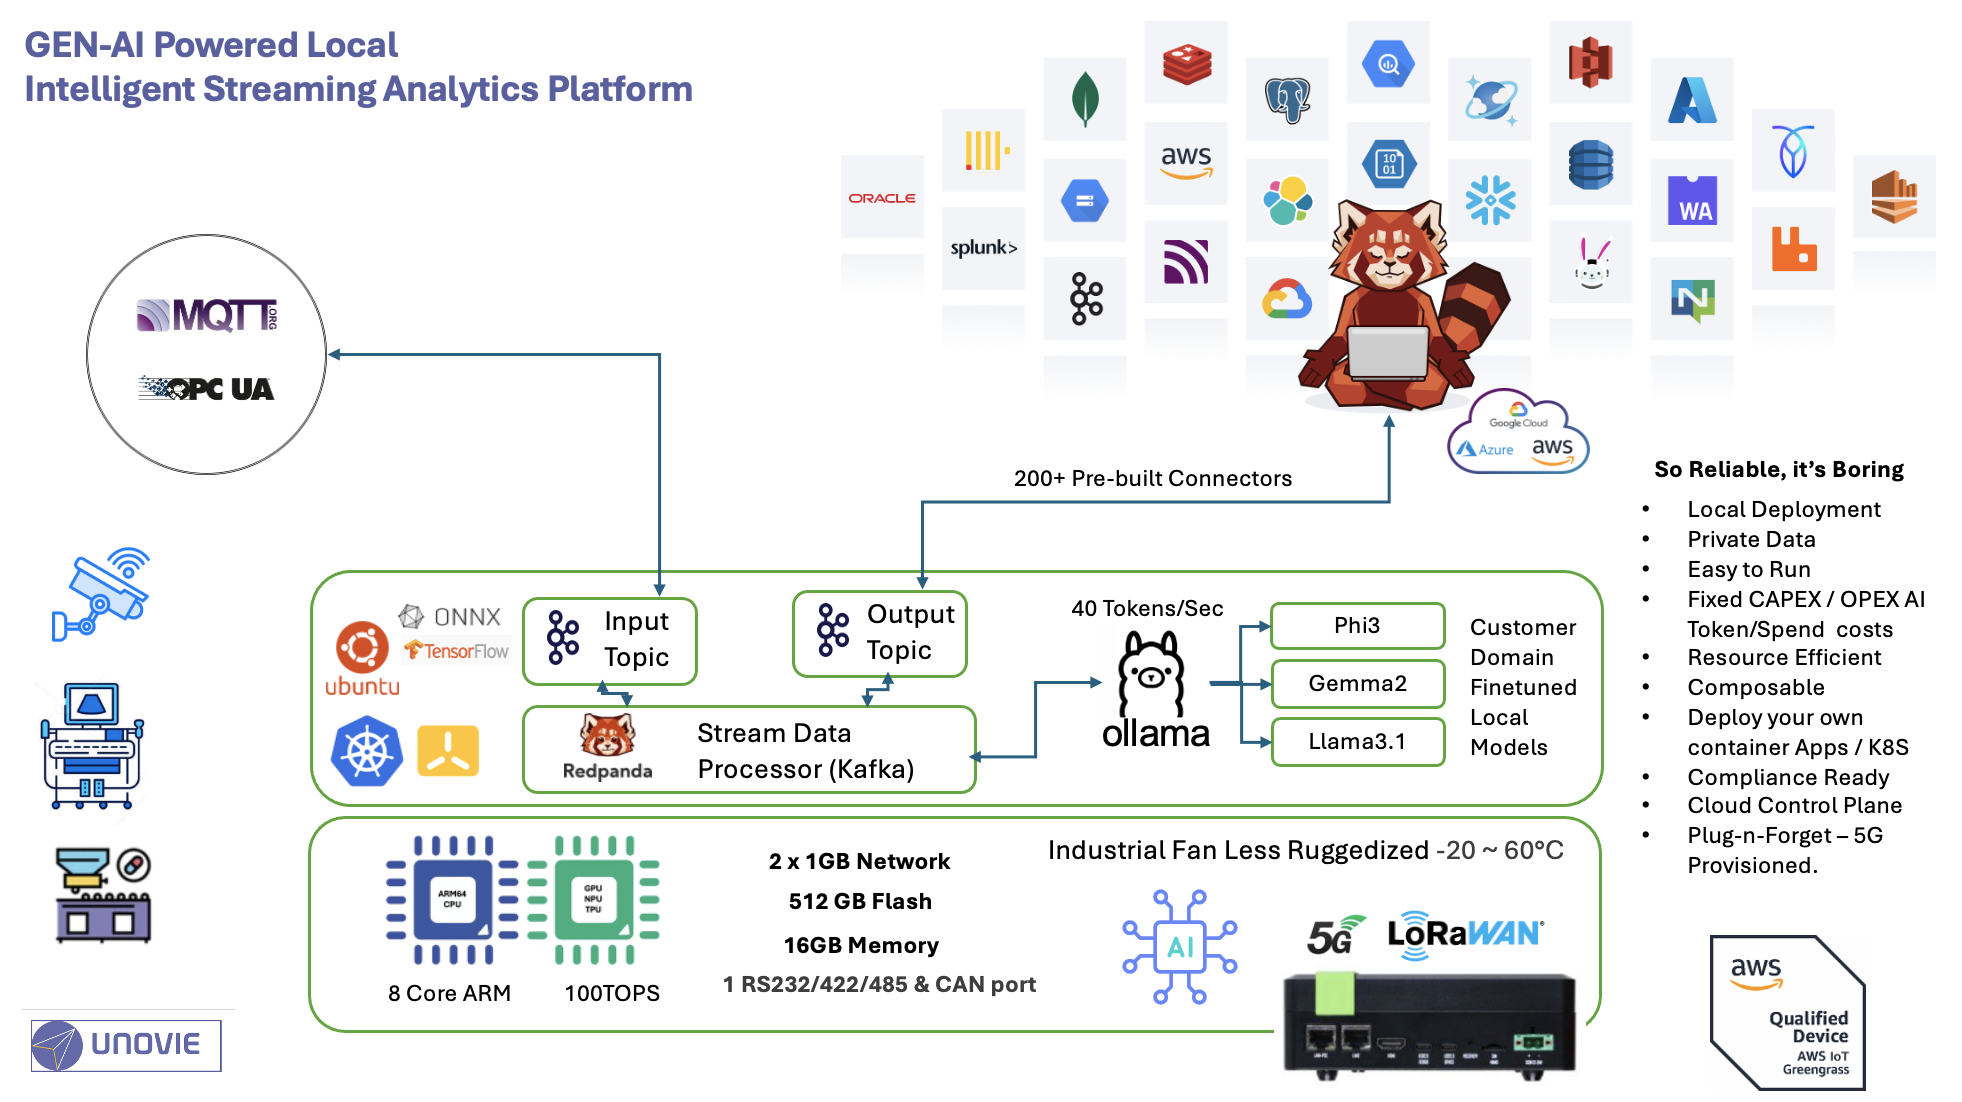 GEN-AI Powered Local
Intelligent Streaming Analytics Platform
ORACLE
splunk>
aws
10
01
WA
MQTT
.ORG
OPC UA
Google Cloud
Azure
aws
200+ Pre-built Connectors
So Reliable, it's Boring
• Local Deployment
• Private Data
• Easy to Run
• Fixed CAPEX / OPEX AI
Token/Spend costs
• Resource Efficient
• Composable
• Deploy your own
container Apps / K8S
• Compliance Ready
• Cloud Control Plane
• Plug-n-Forget – 5G
Provisioned.
ONNX
TensorFlow
ubuntu
Input
Topic
Output
Topic
Redpanda
Stream Data
Processor (Kafka)
40 Tokens/Sec
ollama
Phi3
Gemma2
Llama3.1
Customer
Domain
Finetuned
Local
Models
ARM64
CPU
8 Core ARM
GPU
NPU
TPU
100TOPS
2 x 1GB Network
512 GB Flash
16GB Memory
1 RS232/422/485 & CAN port
Industrial Fan Less Ruggedized -20 ~ 60°C
AI
5G
LoRaWAN
UNOVIE
aws
Qualified
Device
AWS IoT
Greengrass